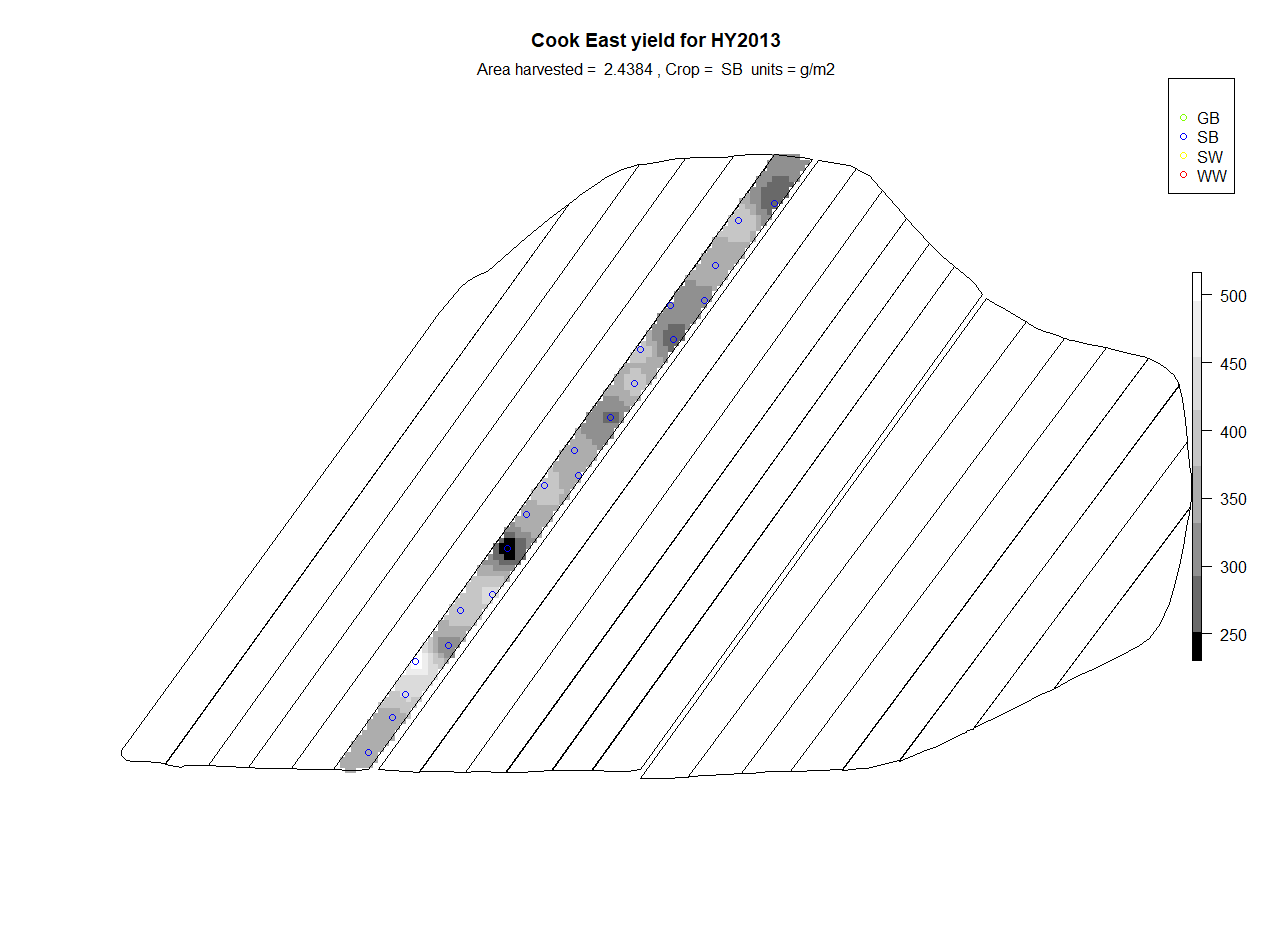 Cook East yield for HY2013
Area harvested =  2.4384 , Crop =  SB  units = g/m2
GB
SB
SW
WW
500
450
400
350
300
250